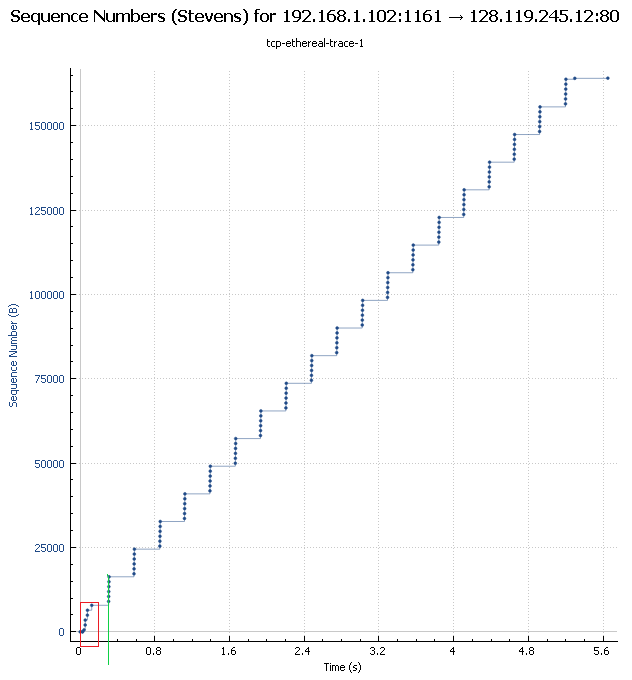 Sequence Numbers (Stevens) for 192.168.1.102:1161 → 128.119.245.12:80
tcp-ethereal-trace-1
Sequence Number (B)
150000
125000
100000
75000
50000
25000
0
0 0.8 1.6 2.4 3.2 4 4.8 5.6
Time (s)